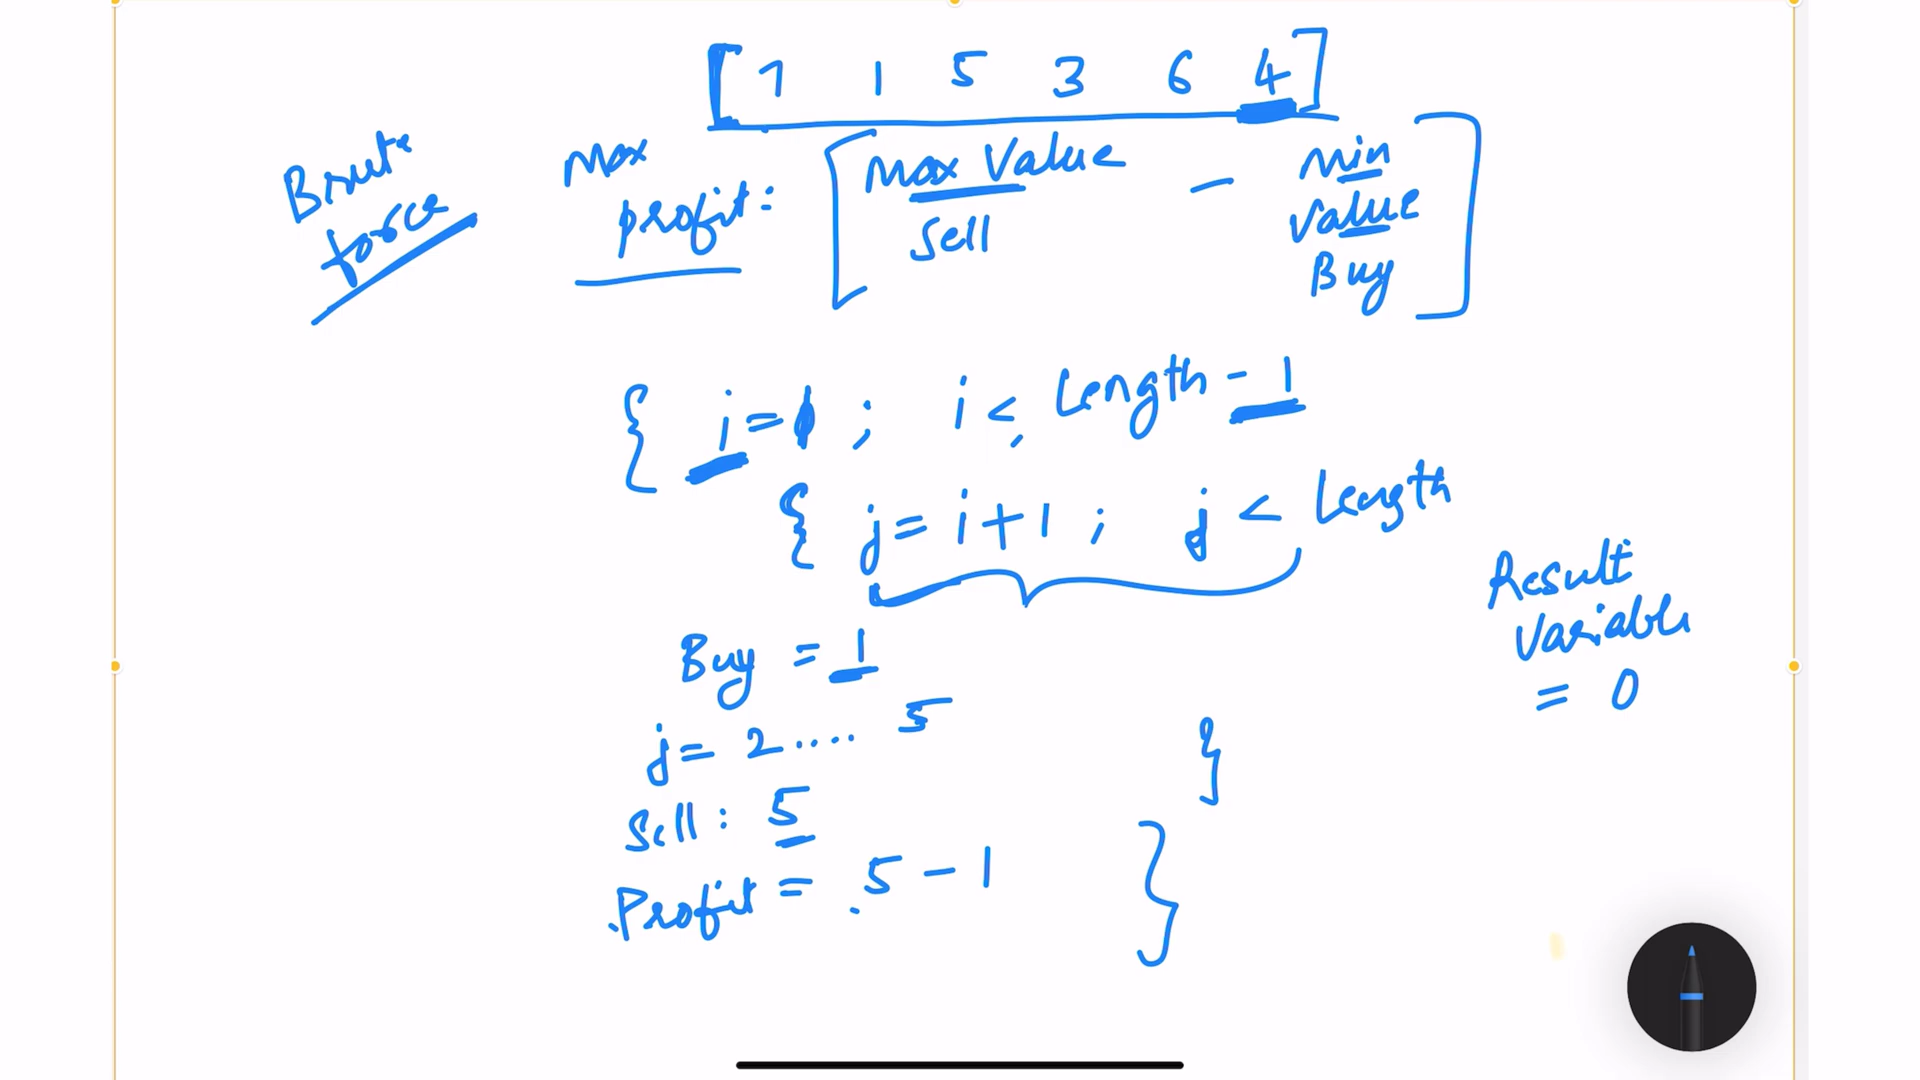 [ 7 1 5 3 6 4 ]
Brute force
Max profit: [ Max Value Sell - Min Value Buy ]
{ i = 1 ; i < Length - 1
{ j = i + 1 ; j < Length
Result Variable = 0
Buy = 1
j = 2 .... 5
Sell : 5
}
Profit = 5 - 1
}